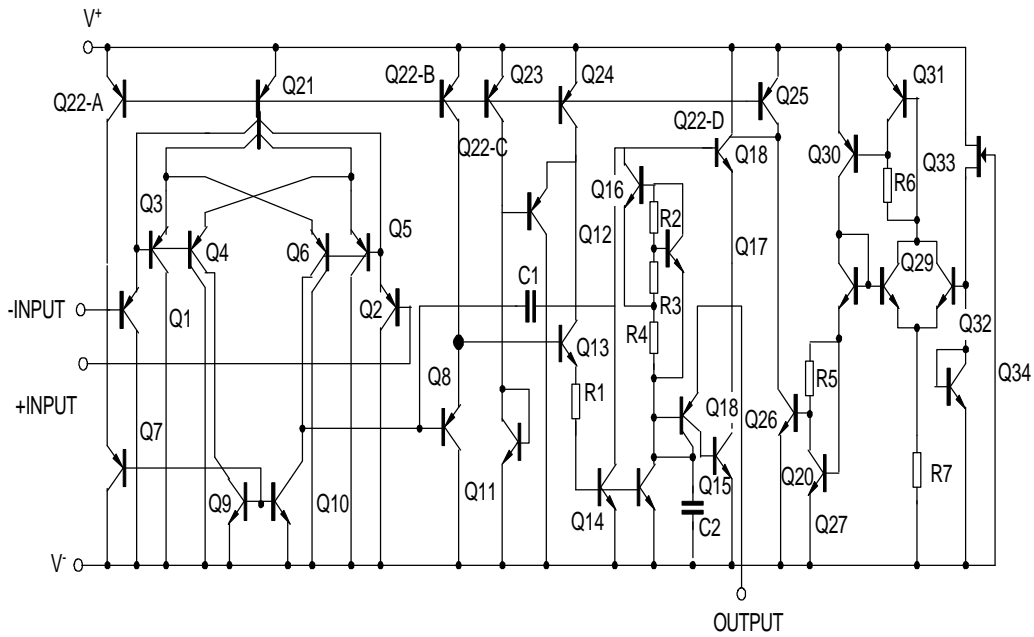 V+
Q22-A
Q21
Q22-B
Q23
Q24
Q25
Q31
Q22-C
Q22-D
Q18
Q30
Q33
Q3
Q4
Q6
Q5
Q16
R2
R6
Q12
Q17
Q29
C1
R3
-INPUT
Q1
Q2
R4
Q13
Q32
+INPUT
Q8
R1
R5
Q34
Q7
Q18
Q26
Q9
Q10
Q11
Q14
Q15
Q20
R7
C2
Q27
V-
OUTPUT